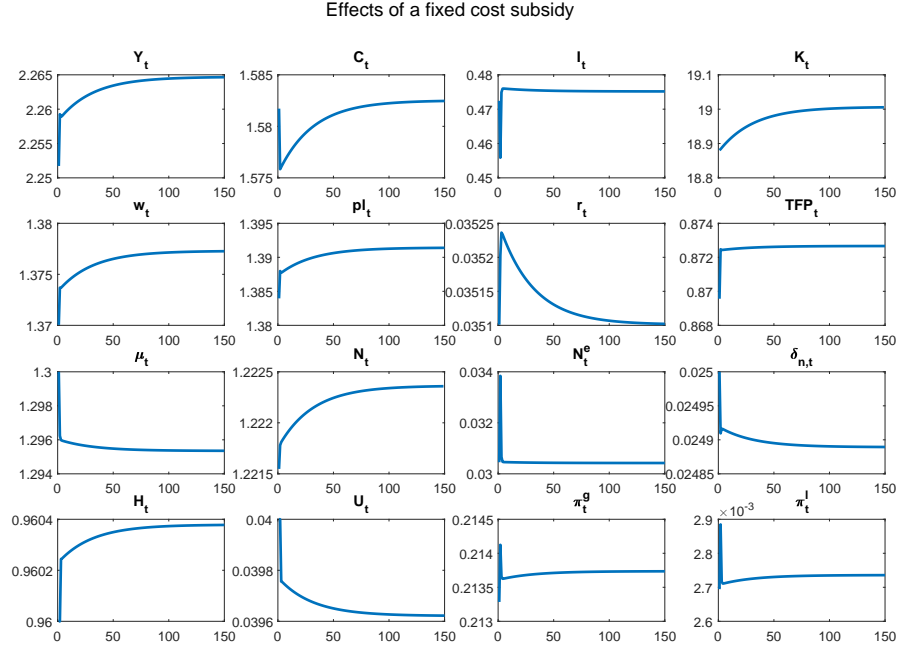 Effects of a fixed cost subsidy
Y_t C_t I_t K_t
2.265 1.585 0.48 19.1
2.26 1.58 0.47 19
2.255 0.46 18.9
2.25 1.575 0.45 18.8
0 50 100 150 0 50 100 150 0 50 100 150 0 50 100 150
w_t pl_t r_t TFP_t
1.38 1.395 0.03525 0.874
1.375 1.39 0.0352 0.872
1.385 0.03515 0.87
1.37 1.38 0.0351 0.868
0 50 100 150 0 50 100 150 0 50 100 150 0 50 100 150
μ_t N_t N_t^e δ_{n,t}
1.3 1.2225 0.034 0.025
1.298 1.222 0.032 0.02495
1.296 0.0249
1.294 1.2215 0.03 0.02485
0 50 100 150 0 50 100 150 0 50 100 150 0 50 100 150
H_t U_t π_t^g π_t^l
0.9604 0.04 0.2145 2.9 ×10^-3
0.9602 0.0398 0.214 2.8
0.2135 2.7
0.96 0.0396 0.213 2.6
0 50 100 150 0 50 100 150 0 50 100 150 0 50 100 150